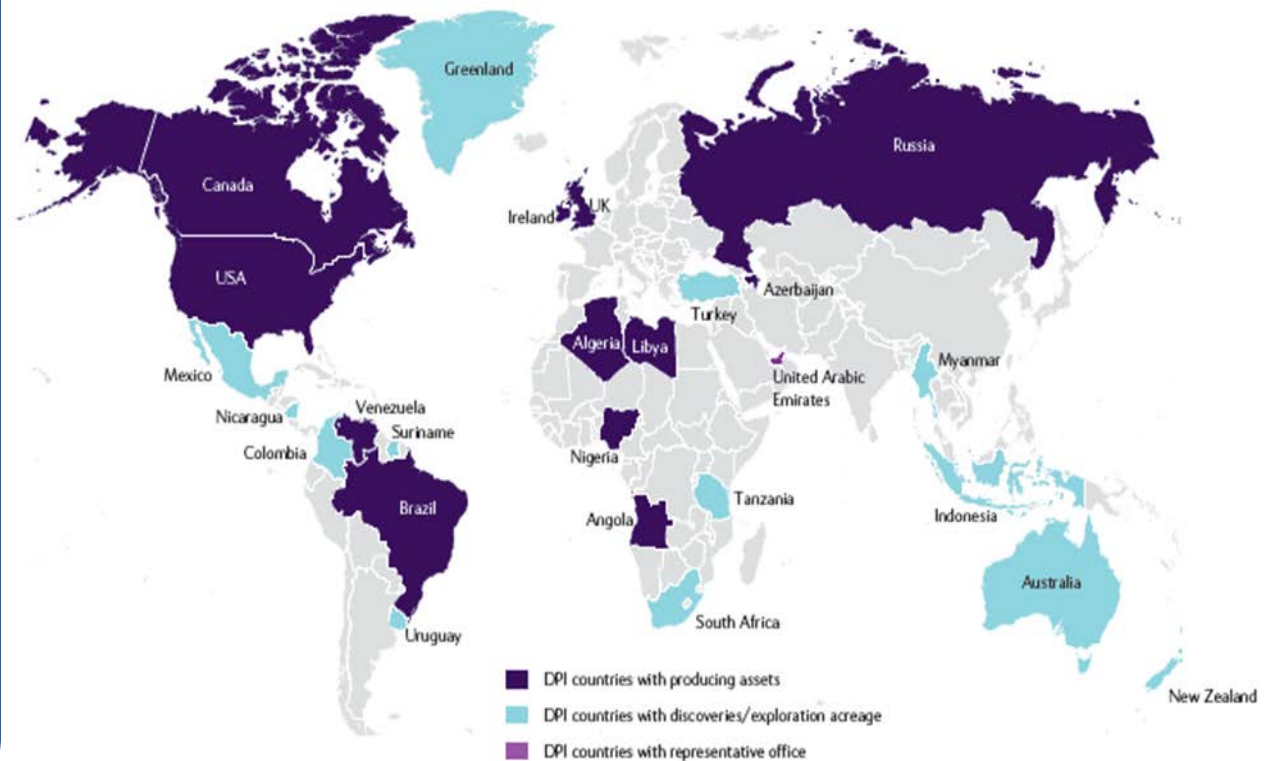 Greenland
Russia
Canada
UK
Ireland
USA
Azerbaijan
Turkey
Algeria
Libya
Myanmar
Mexico
United Arabic
Emirates
Venezuela
Nicaragua
Suriname
Colombia
Nigeria
Tanzania
Brazil
Angola
Indonesia
Australia
South Africa
Uruguay
DPI countries with producing assets
New Zealand
DPI countries with discoveries/exploration acreage
DPI countries with representative office